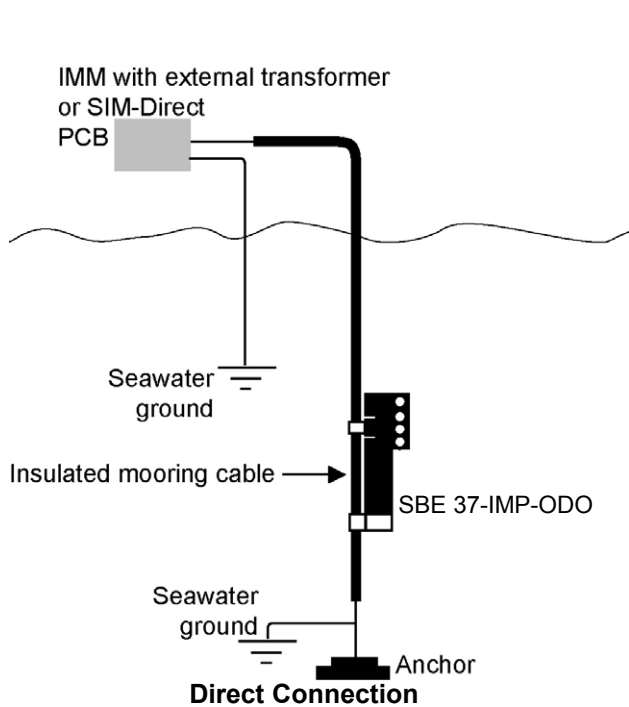 IMM with external transformer
or SIM-Direct
PCB
Seawater
ground
Insulated mooring cable
SBE 37-IMP-ODO
Seawater
ground
Anchor
Direct Connection